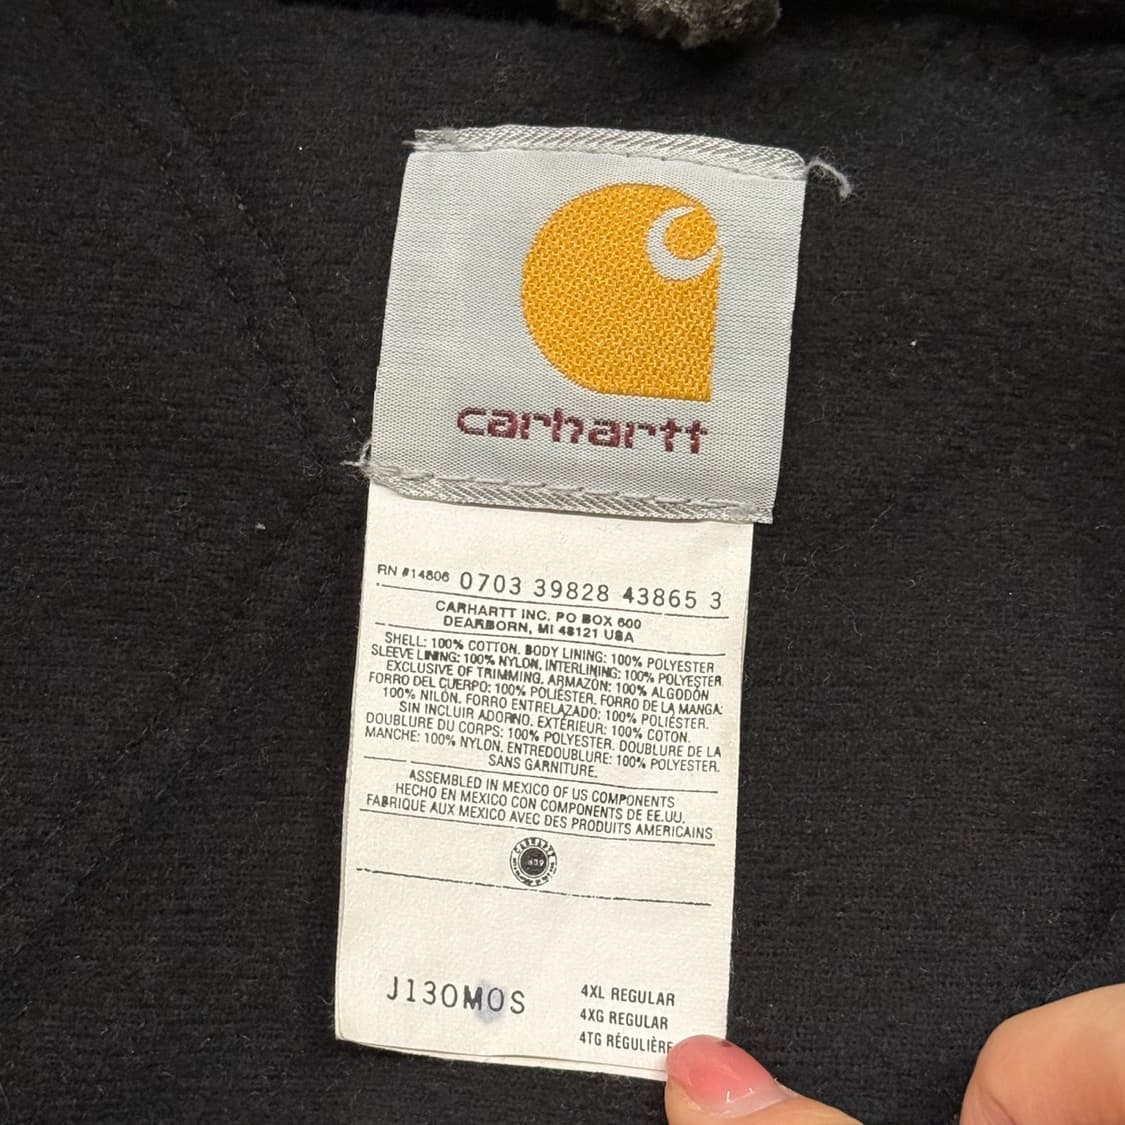 carhartt
RN #14806 0703 39828 43865 3
CARHARTT INC. PO BOX 600
DEARBORN, MI 48121 USA
SHELL: 100% COTTON. BODY LINING: 100% POLYESTER
SLEEVE LINING: 100% NYLON. INTERLINING: 100% POLYESTER
EXCLUSIVE OF TRIMMING. ARMAZÓN: 100% ALGODÓN
FORRO DEL CUERPO: 100% POLIÉSTER. FORRO DE LA MANGA:
100% NILÓN. FORRO ENTRELAZADO: 100% POLIÉSTER.
SIN INCLUIR ADORNO. EXTÉRIEUR: 100% COTON.
DOUBLURE DU CORPS: 100% POLYESTER. DOUBLURE DE LA
MANCHE: 100% NYLON. ENTREDOUBLURE: 100% POLYESTER.
SANS GARNITURE.
ASSEMBLED IN MEXICO OF US COMPONENTS
HECHO EN MEXICO CON COMPONENTES DE EE.UU.
FABRIQUE AUX MEXICO AVEC DES PRODUITS AMERICAINS
439
J130MOS
4XL REGULAR
4XG REGULAR
4TG RÉGULIÈRE